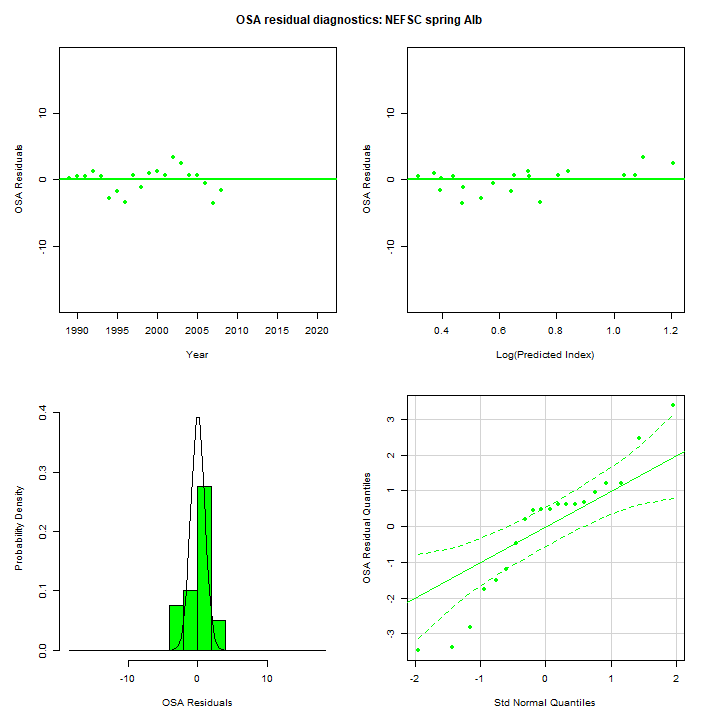 OSA residual diagnostics: NEFSC spring Alb
OSA Residuals
10
0
-10
1990 1995 2000 2005 2010 2015 2020
Year
OSA Residuals
10
0
-10
0.4 0.6 0.8 1.0 1.2
Log(Predicted Index)
Probability Density
0.4
0.3
0.2
0.1
0.0
-10 0 10
OSA Residuals
OSA Residual Quantiles
3
2
1
0
-1
-2
-3
-2 -1 0 1 2
Std Normal Quantiles